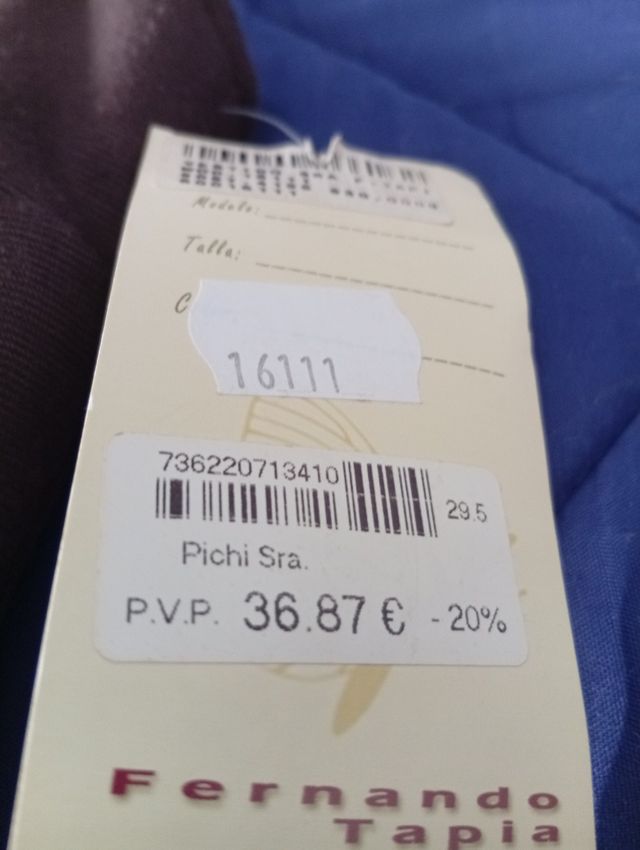 Modelo:
Talla:
C
16111
736220713410
29.5
Pichi Sra.
P.V.P. 36.87 € - 20%
Fernando
Tapia